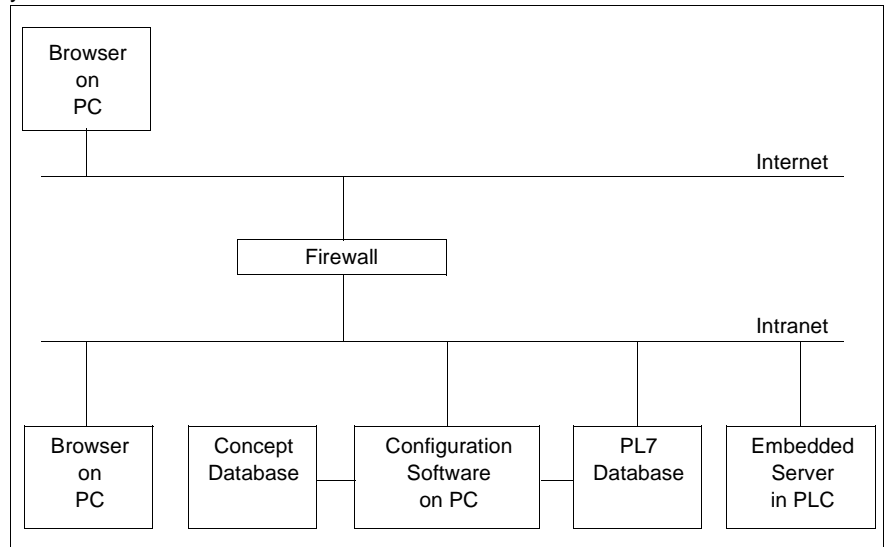 Browser
on
PC
Internet
Firewall
Intranet
Browser
on
PC
Concept
Database
Configuration
Software
on PC
PL7
Database
Embedded
Server
in PLC